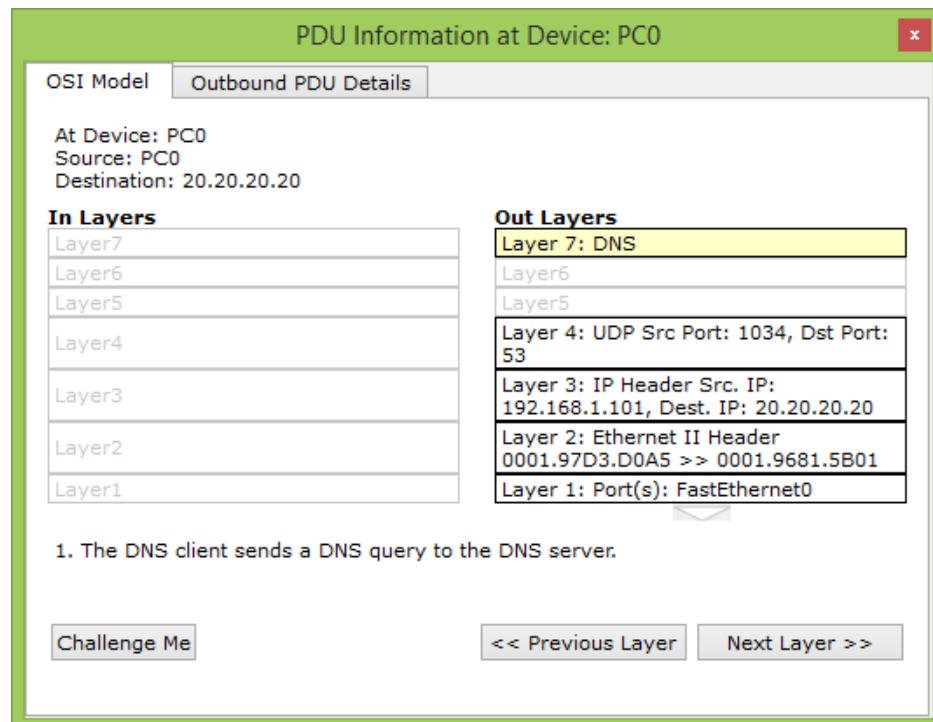 PDU Information at Device: PC0
x
OSI Model
Outbound PDU Details
At Device: PC0
Source: PC0
Destination: 20.20.20.20
In Layers
Layer7
Layer6
Layer5
Layer4
Layer3
Layer2
Layer1
Out Layers
Layer 7: DNS
Layer6
Layer5
Layer 4: UDP Src Port: 1034, Dst Port:
53
Layer 3: IP Header Src. IP:
192.168.1.101, Dest. IP: 20.20.20.20
Layer 2: Ethernet II Header
0001.97D3.D0A5 >> 0001.9681.5B01
Layer 1: Port(s): FastEthernet0
1. The DNS client sends a DNS query to the DNS server.
Challenge Me
<< Previous Layer
Next Layer >>